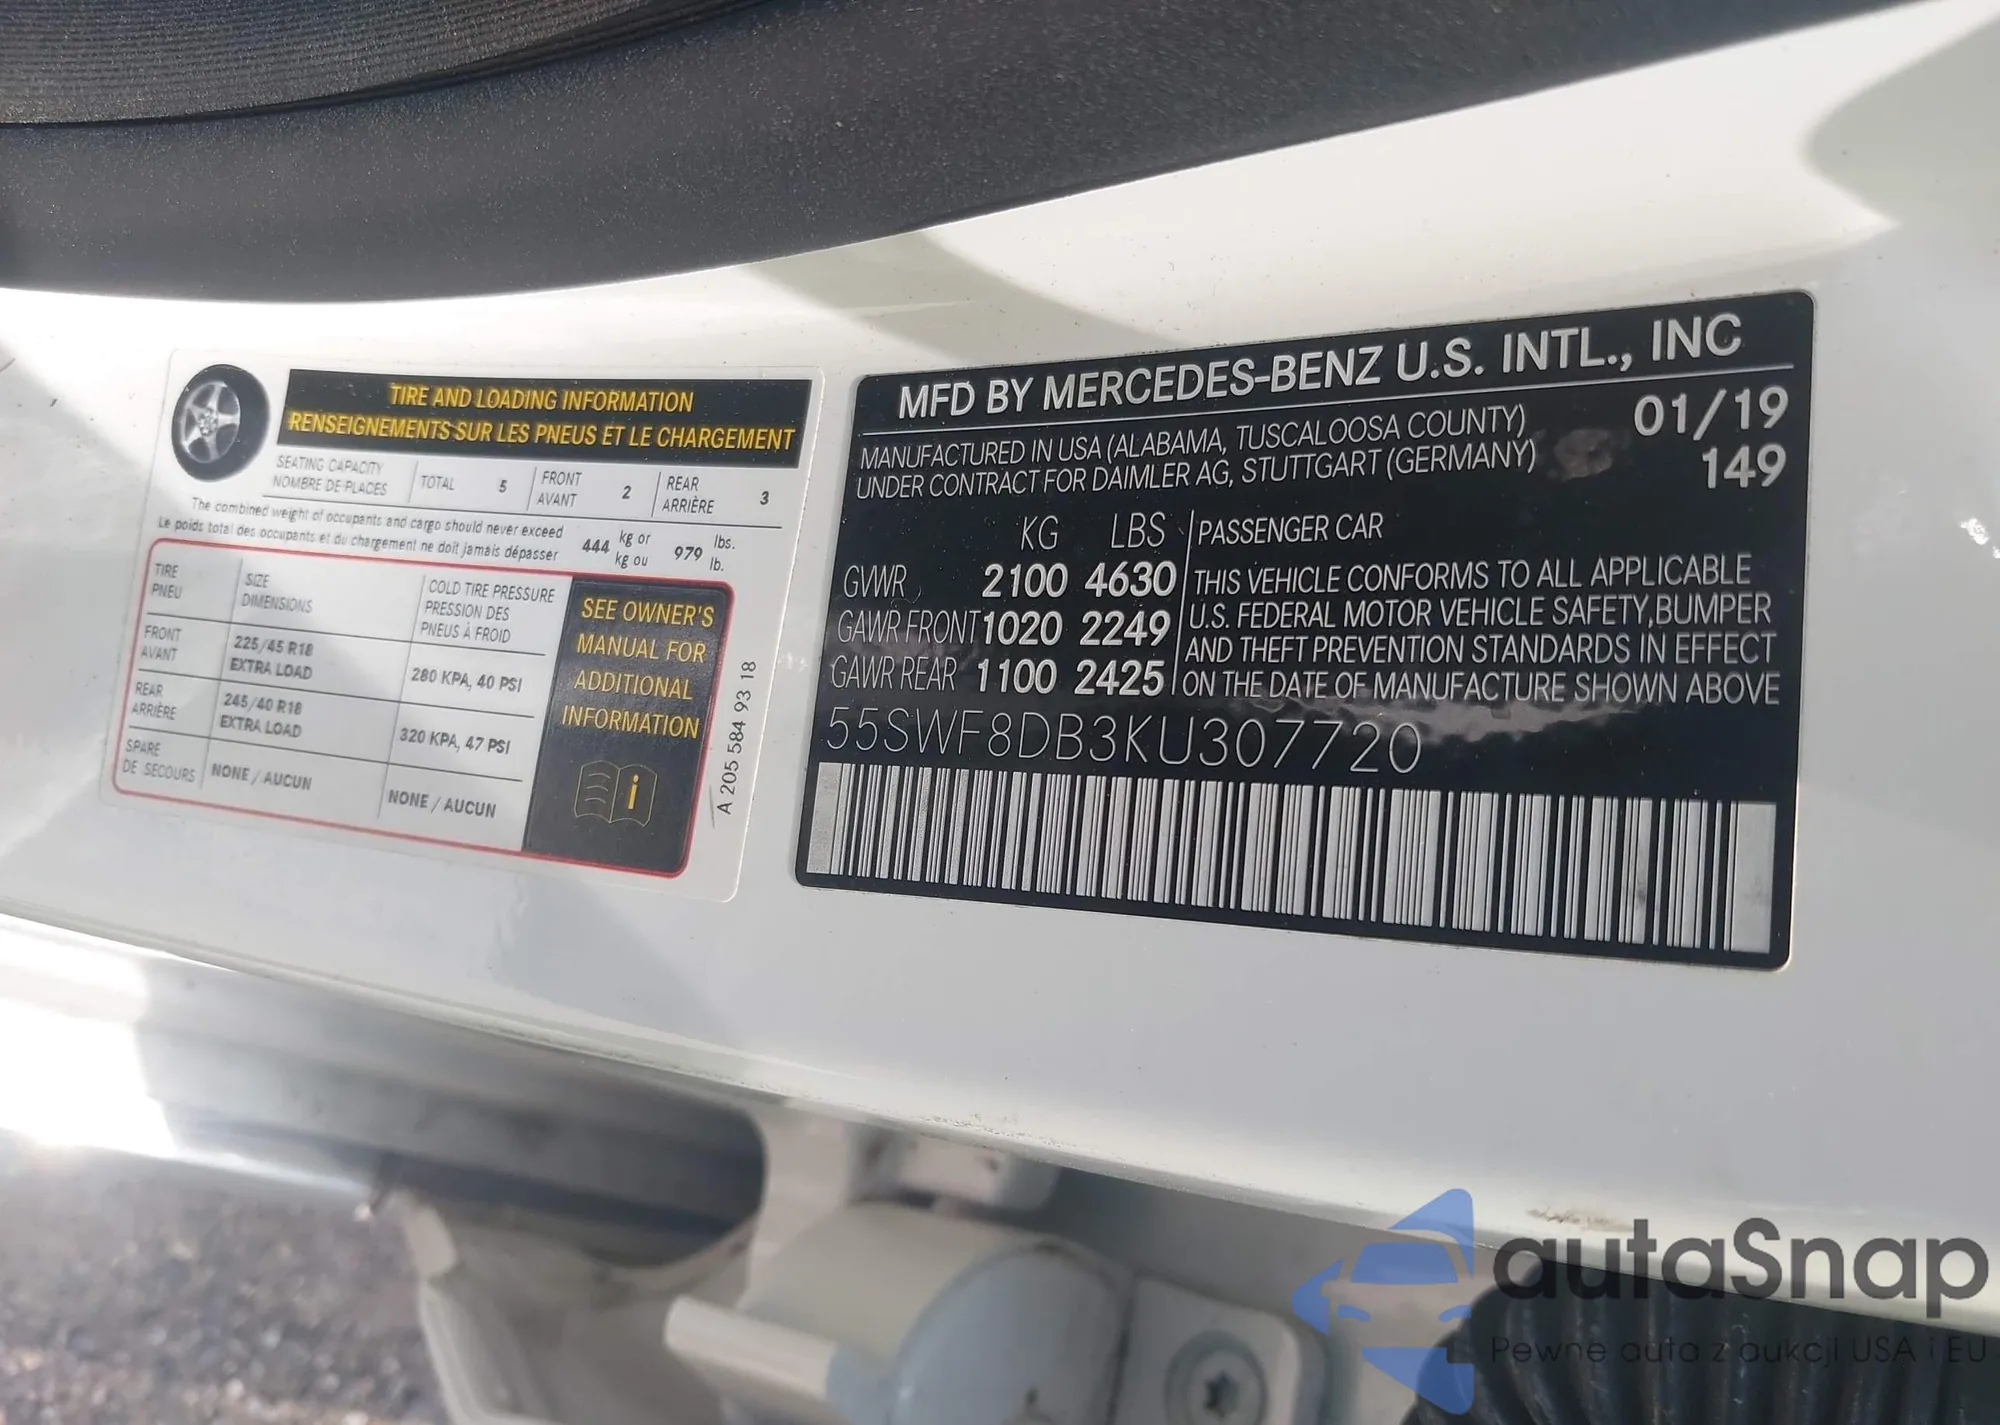 TIRE AND LOADING INFORMATION
RENSEIGNEMENTS SUR LES PNEUS ET LE CHARGEMENT
SEATING CAPACITY
NOMBRE DE PLACES
TOTAL 5
FRONT
AVANT
2
REAR
ARRIÈRE
3
The combined weight of occupants and cargo should never exceed
Le poids total des occupants et du chargement ne doit jamais dépasser
444
kg or
kg ou
979
lbs.
lb.
TIRE
PNEU
SIZE
DIMENSIONS
COLD TIRE PRESSURE
PRESSION DES
PNEUS À FROID
FRONT
AVANT
225/45 R18
EXTRA LOAD
280 KPA, 40 PSI
REAR
ARRIÈRE
245/40 R18
EXTRA LOAD
320 KPA, 47 PSI
SPARE
DE SECOURS
NONE / AUCUN
NONE / AUCUN
SEE OWNER'S
MANUAL FOR
ADDITIONAL
INFORMATION
i
A 205 584 93 18
MFD BY MERCEDES-BENZ U.S. INTL., INC
MANUFACTURED IN USA (ALABAMA, TUSCALOOSA COUNTY) 01/19
UNDER CONTRACT FOR DAIMLER AG, STUTTGART (GERMANY) 149
KG LBS PASSENGER CAR
GVWR 2100 4630 THIS VEHICLE CONFORMS TO ALL APPLICABLE
U.S. FEDERAL MOTOR VEHICLE SAFETY, BUMPER
GAWR FRONT 1020 2249 AND THEFT PREVENTION STANDARDS IN EFFECT
GAWR REAR 1100 2425 ON THE DATE OF MANUFACTURE SHOWN ABOVE
55SWF8DB3KU307720
autaSnap
Pewne auta z aukcji USA i EU